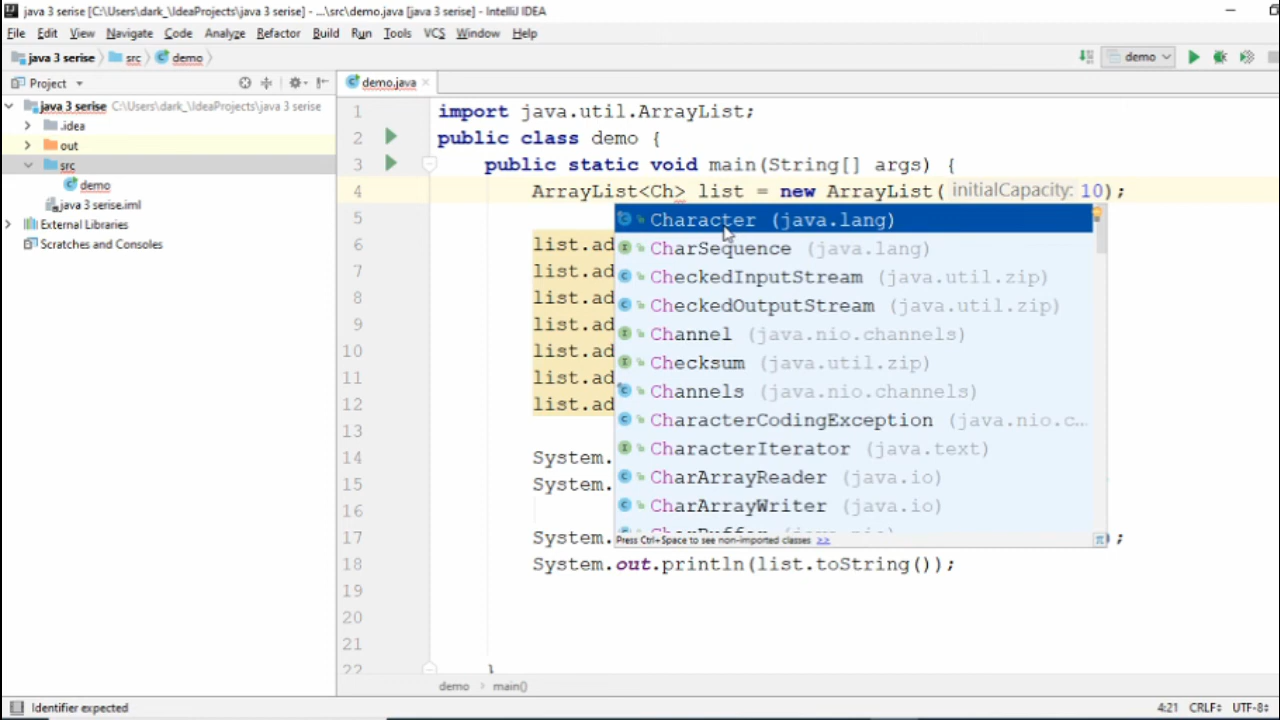 java 3 serise [C:\Users\dark_\IdeaProjects\java 3 serise] - ...\src\demo.java [java 3 serise] - IntelliJ IDEA
File Edit View Navigate Code Analyze Refactor Build Run Tools VCS Window Help
java 3 serise src demo demo
Project demo.java
java 3 serise C:\Users\dark_\IdeaProjects\java 3 serise
.idea
out
src
demo
java 3 serise.iml
External Libraries
Scratches and Consoles
1 import java.util.ArrayList;
2 public class demo {
3 public static void main(String[] args) {
4 ArrayList<Ch> list = new ArrayList( initialCapacity: 10);
5
6 list.ad
7 list.ad
8 list.ad
9 list.ad
10 list.ad
11 list.ad
12 list.ad
13
14 System.
15 System.
16
17 System. );
18 System.out.println(list.toString());
19
20
21
22 }
Character (java.lang)
CharSequence (java.lang)
CheckedInputStream (java.util.zip)
CheckedOutputStream (java.util.zip)
Channel (java.nio.channels)
Checksum (java.util.zip)
Channels (java.nio.channels)
CharacterCodingException (java.nio.c...
CharacterIterator (java.text)
CharArrayReader (java.io)
CharArrayWriter (java.io)
CharBuffer (java.nio)
Press Ctrl+Space to see non-imported classes >>
demo main()
Identifier expected 4:21 CRLF UTF-8